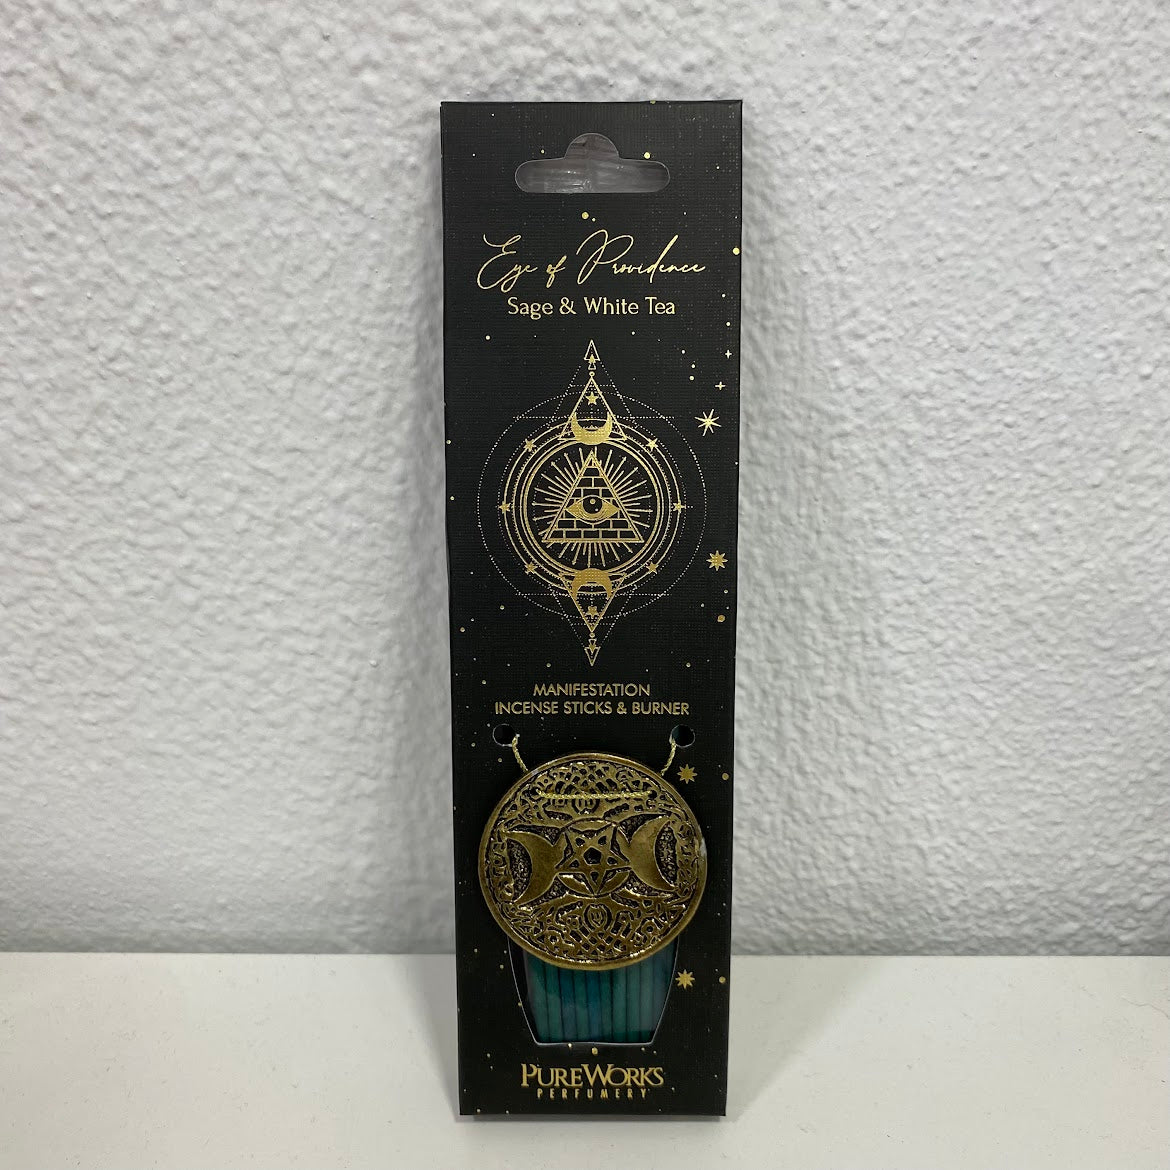 Eye of Providence
Sage & White Tea
MANIFESTATION
INCENSE STICKS & BURNER
PUREWORKS
PERFUMERY